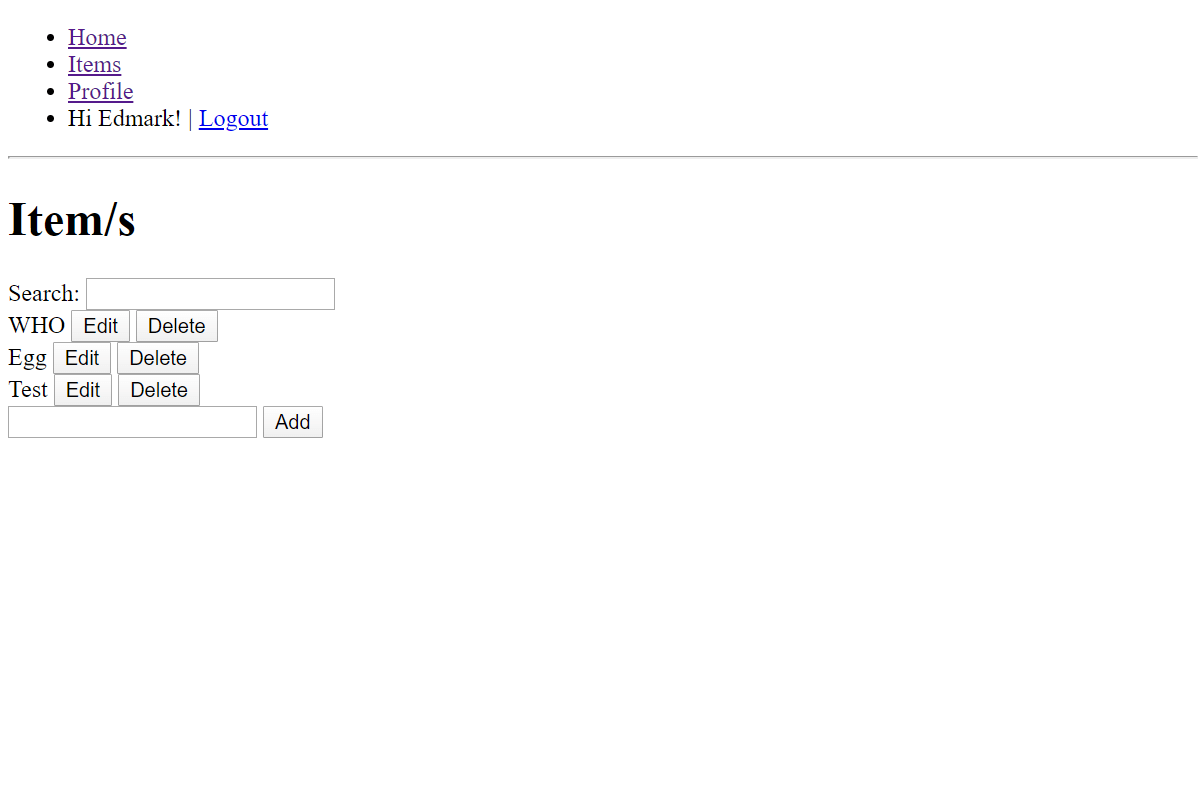 Home
Items
Profile
Hi Edmark! | Logout
Item/s
Search:
WHO Edit Delete
Egg Edit Delete
Test Edit Delete
Add